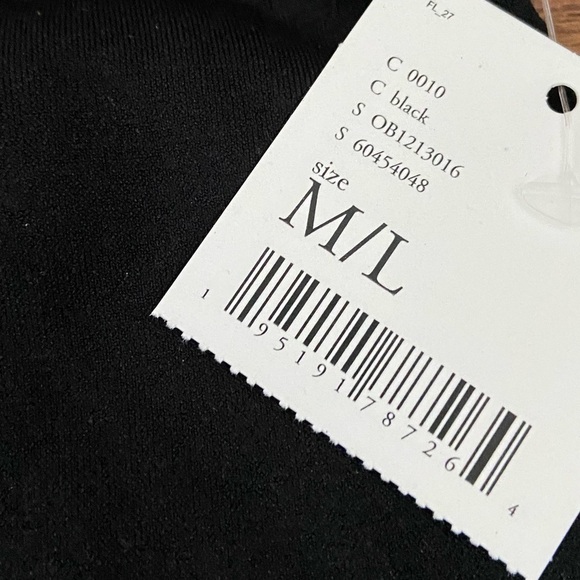 FL_27
C 0010
C black
S OB1213016
S 60454048
size
M/L
1 95191 78726 4